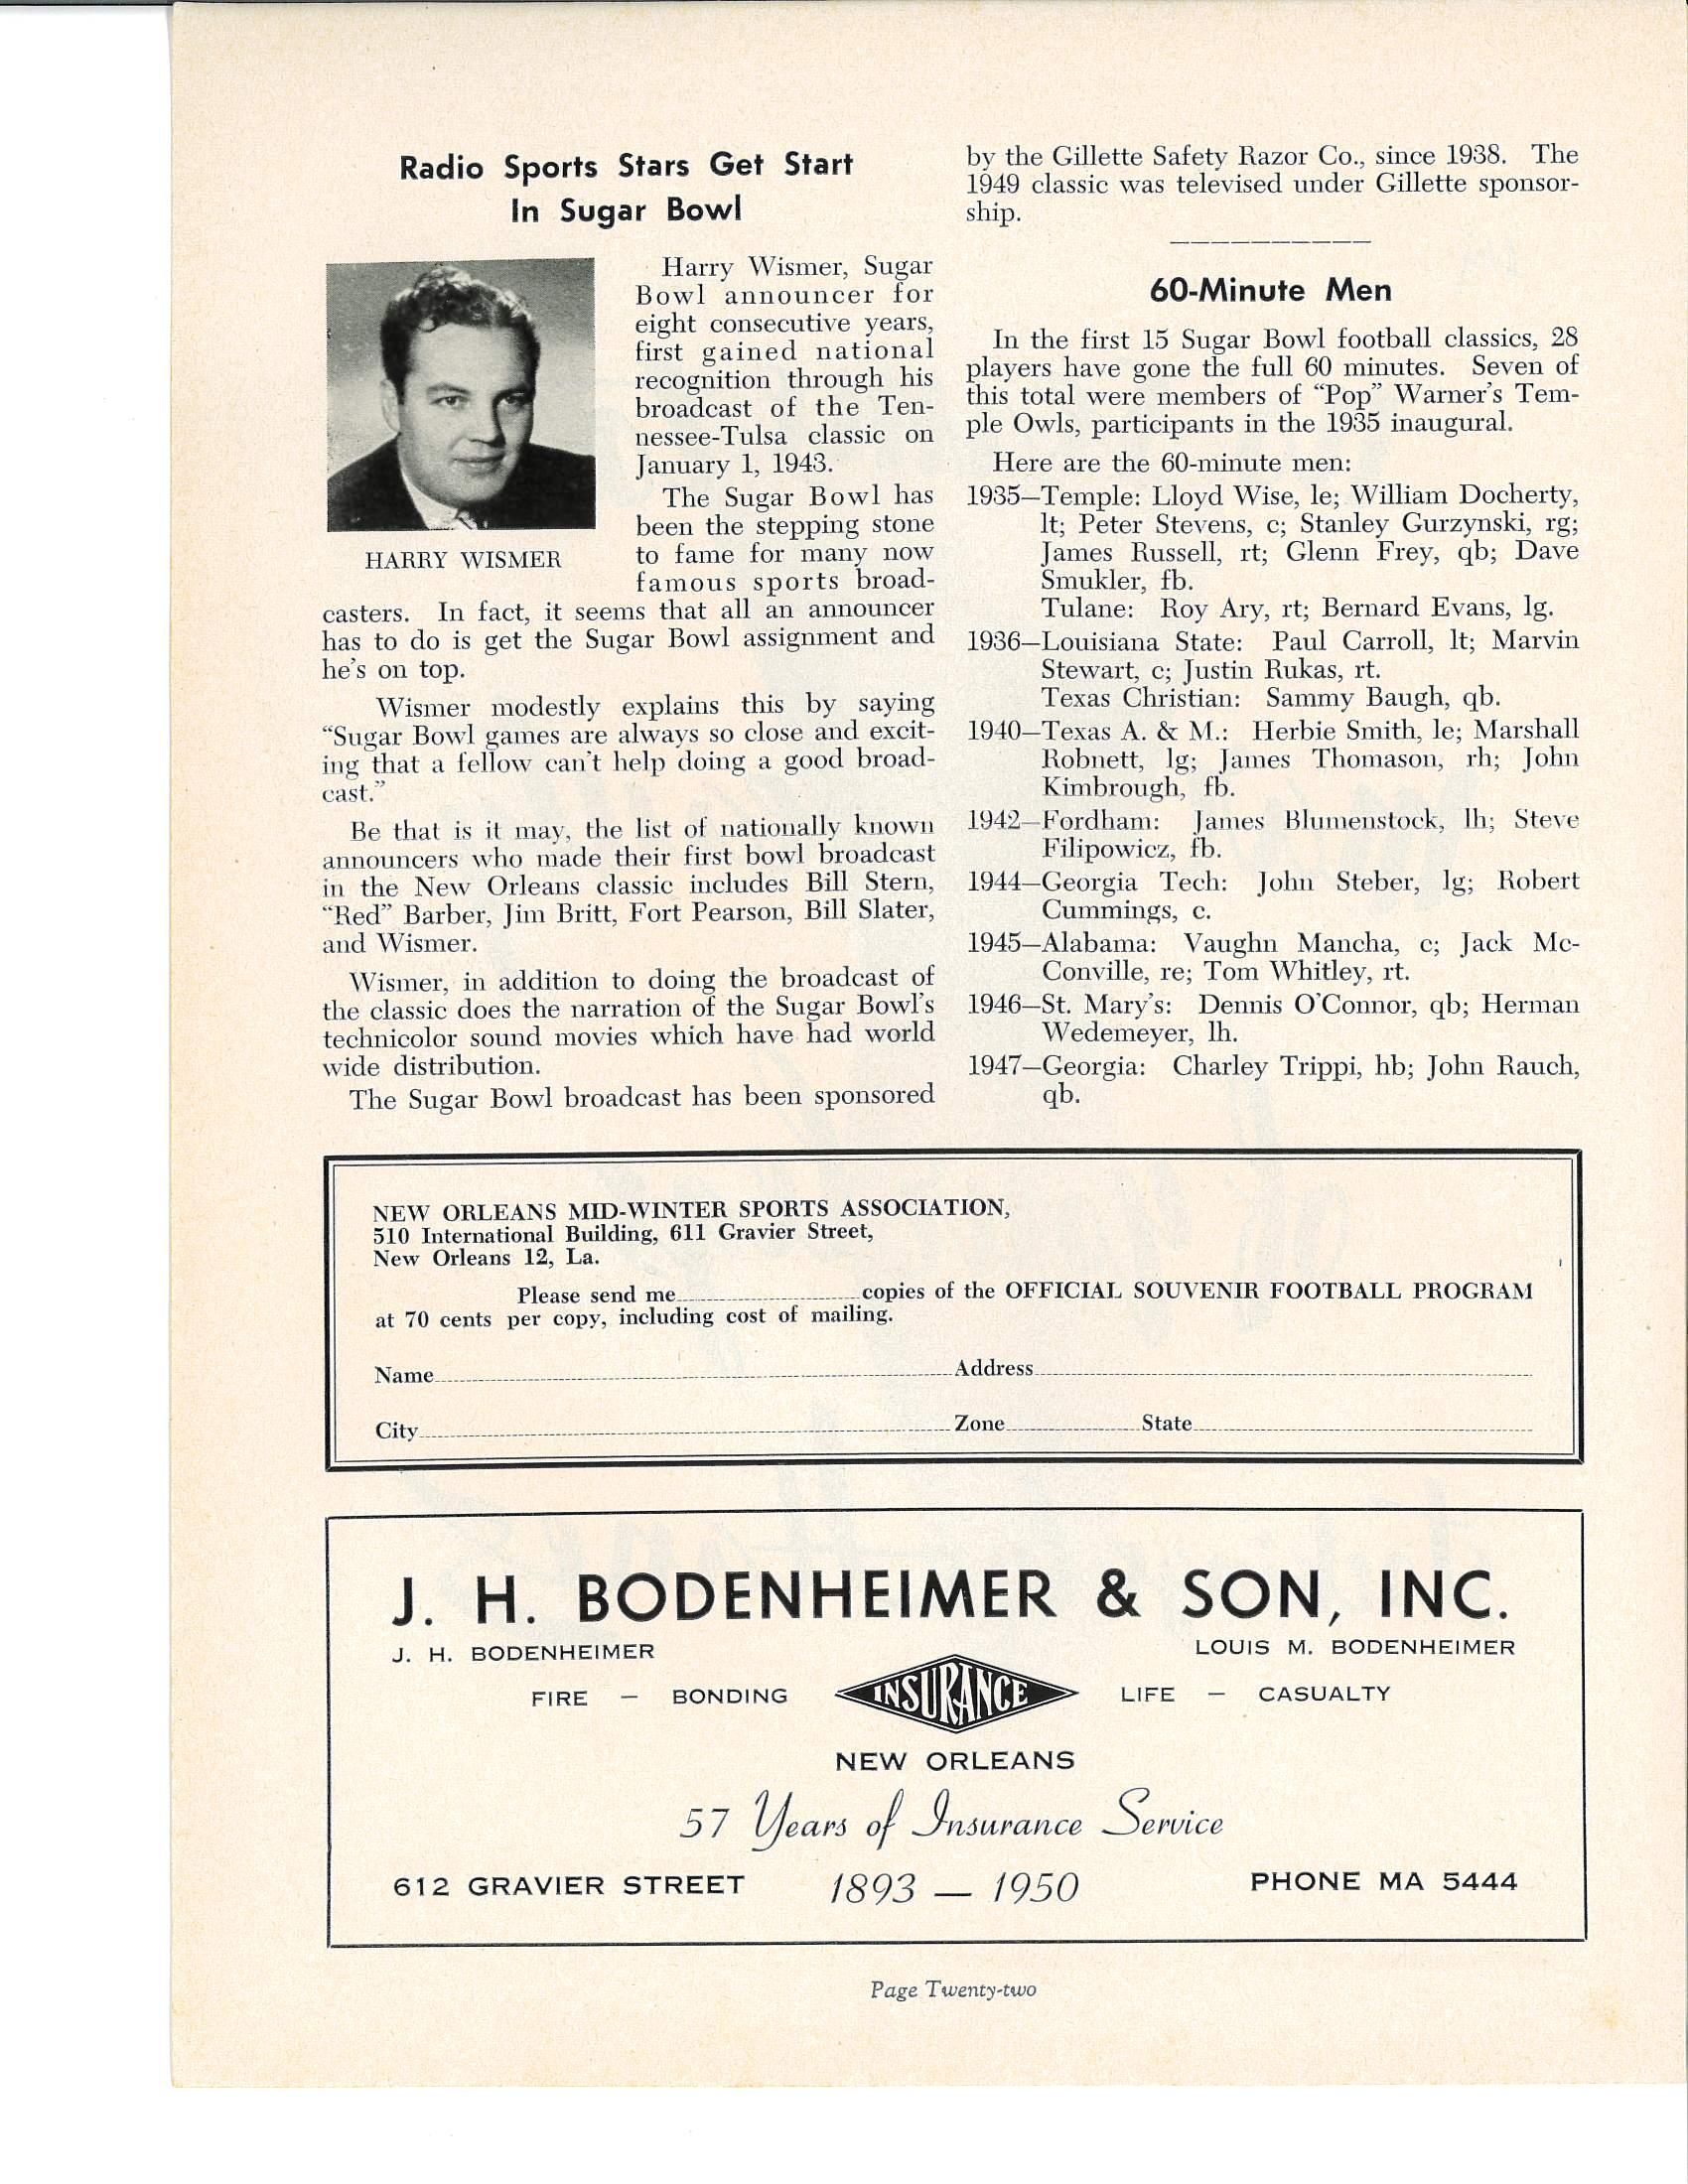 Radio Sports Stars Get Start
In Sugar Bowl
HARRY WISMER
Harry Wismer, Sugar
Bowl announcer for
eight consecutive years,
first gained national
recognition through his
broadcast of the Ten-
nessee-Tulsa classic on
January 1, 1943.
The Sugar Bowl has
been the stepping stone
to fame for many now
famous sports broad-
casters. In fact, it seems that all an announcer
has to do is get the Sugar Bowl assignment and
he's on top.
Wismer modestly explains this by saying
“Sugar Bowl games are always so close and excit-
ing that a fellow can't help doing a good broad-
cast.”
Be that is it may, the list of nationally known
announcers who made their first bowl broadcast
in the New Orleans classic includes Bill Stern,
“Red” Barber, Jim Britt, Fort Pearson, Bill Slater,
and Wismer.
Wismer, in addition to doing the broadcast of
the classic does the narration of the Sugar Bowl's
technicolor sound movies which have had world
wide distribution.
The Sugar Bowl broadcast has been sponsored
by the Gillette Safety Razor Co., since 1938. The
1949 classic was televised under Gillette sponsor-
ship.
60-Minute Men
In the first 15 Sugar Bowl football classics, 28
players have gone the full 60 minutes. Seven of
this total were members of “Pop” Warner's Tem-
ple Owls, participants in the 1935 inaugural.
Here are the 60-minute men:
1935—Temple: Lloyd Wise, le; William Docherty,
lt; Peter Stevens, c; Stanley Gurzynski, rg;
James Russell, rt; Glenn Frey, qb; Dave
Smukler, fb.
Tulane: Roy Ary, rt; Bernard Evans, lg.
1936—Louisiana State: Paul Carroll, lt; Marvin
Stewart, c; Justin Rukas, rt.
Texas Christian: Sammy Baugh, qb.
1940—Texas A. & M.: Herbie Smith, le; Marshall
Robnett, lg; James Thomason, rh; John
Kimbrough, fb.
1942—Fordham: James Blumenstock, lh; Steve
Filipowicz, fb.
1944—Georgia Tech: John Steber, lg; Robert
Cummings, c.
1945—Alabama: Vaughn Mancha, c; Jack Mc-
Conville, re; Tom Whitley, rt.
1946—St. Mary's: Dennis O'Connor, qb; Herman
Wedemeyer, lh.
1947—Georgia: Charley Trippi, hb; John Rauch,
qb.
NEW ORLEANS MID-WINTER SPORTS ASSOCIATION,
510 International Building, 611 Gravier Street,
New Orleans 12, La.
Please send me copies of the OFFICIAL SOUVENIR FOOTBALL PROGRAM
at 70 cents per copy, including cost of mailing.
Name Address
City Zone State
J. H. BODENHEIMER & SON, INC.
J. H. BODENHEIMER LOUIS M. BODENHEIMER
FIRE — BONDING INSURANCE LIFE — CASUALTY
NEW ORLEANS
57 Years of Insurance Service
612 GRAVIER STREET 1893 — 1950 PHONE MA 5444
Page Twenty-two